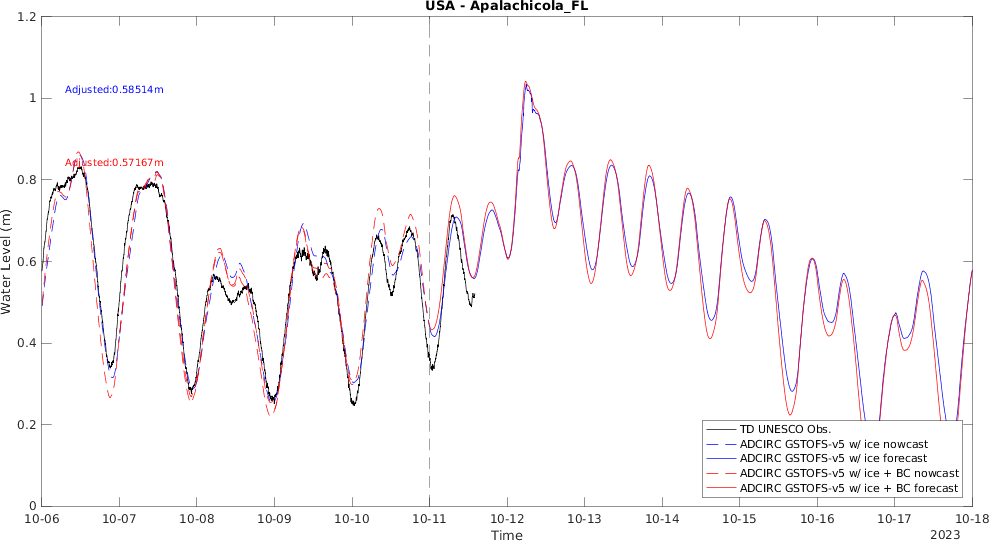 USA - Apalachicola_FL
1.2
1
0.8
0.6
0.4
0.2
0
Water Level (m)
Adjusted:0.58514m
Adjusted:0.57167m
TD UNESCO Obs.
ADCIRC GSTOFS-v5 w/ ice nowcast
ADCIRC GSTOFS-v5 w/ ice forecast
ADCIRC GSTOFS-v5 w/ ice + BC nowcast
ADCIRC GSTOFS-v5 w/ ice + BC forecast
10-06 10-07 10-08 10-09 10-10 10-11 10-12 10-13 10-14 10-15 10-16 10-17 10-18
Time
2023